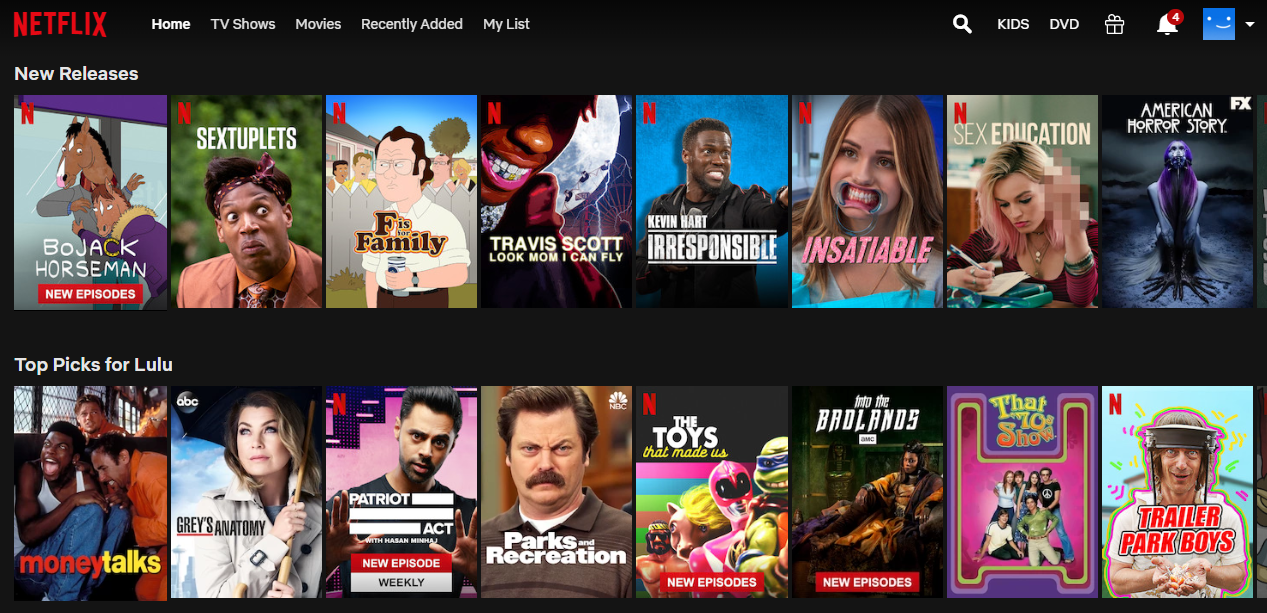 NETFLIX
Home
TV Shows
Movies
Recently Added
My List
KIDS
DVD
4
New Releases
N
BOJACK
HORSEMAN
NEW EPISODES
N
SEXTUPLETS
N
F is for
Family
N
TRAVIS SCOTT
LOOK MOM I CAN FLY
N
KEVIN HART
IRRESPONSIBLE
N
INSATIABLE
N
SEX EDUCATION
FX
AMERICAN
HORROR STORY
Top Picks for Lulu
moneytalks
abc
GREY'S ANATOMY
N
PATRIOT
ACT
WITH HASAN MINHAJ
NEW EPISODE
WEEKLY
NBC
Parks and
Recreation
N
THE
TOYS
that made us
NEW EPISODES
into the
BADLANDS
amc
NEW EPISODES
That
'70s
Show
N
TRAILER
PARK BOYS